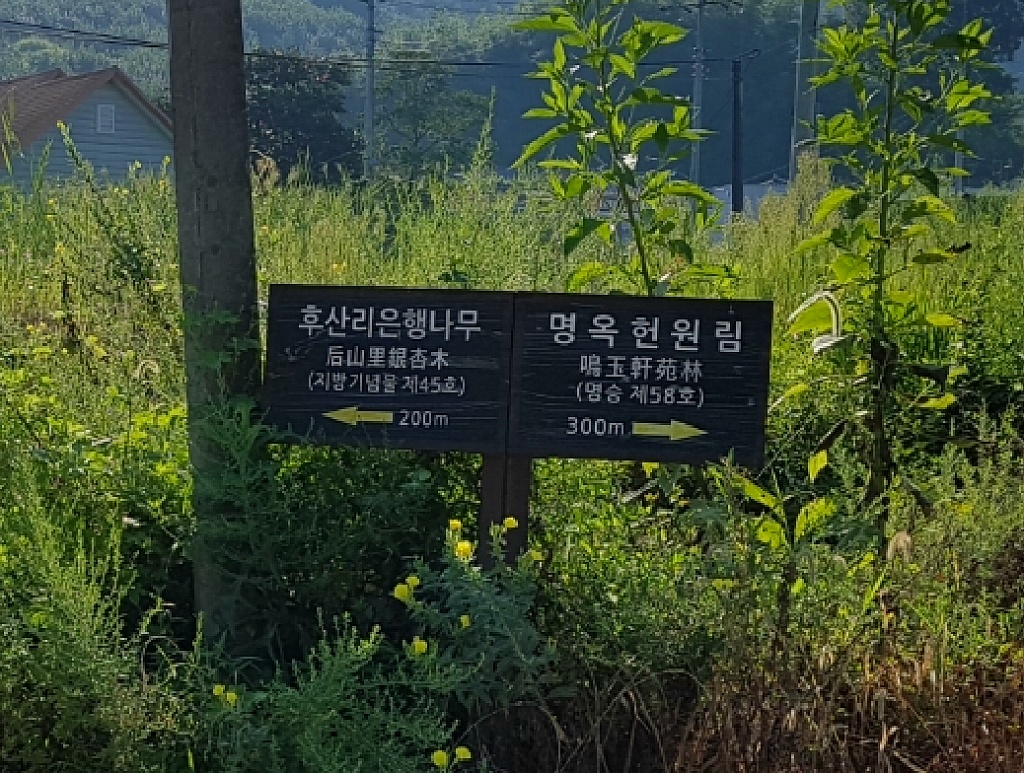 후산리은행나무
后山里銀杏木
(지방기념물 제45호)
200m
명옥헌원림
鳴玉軒苑林
(명승 제58호)
300m